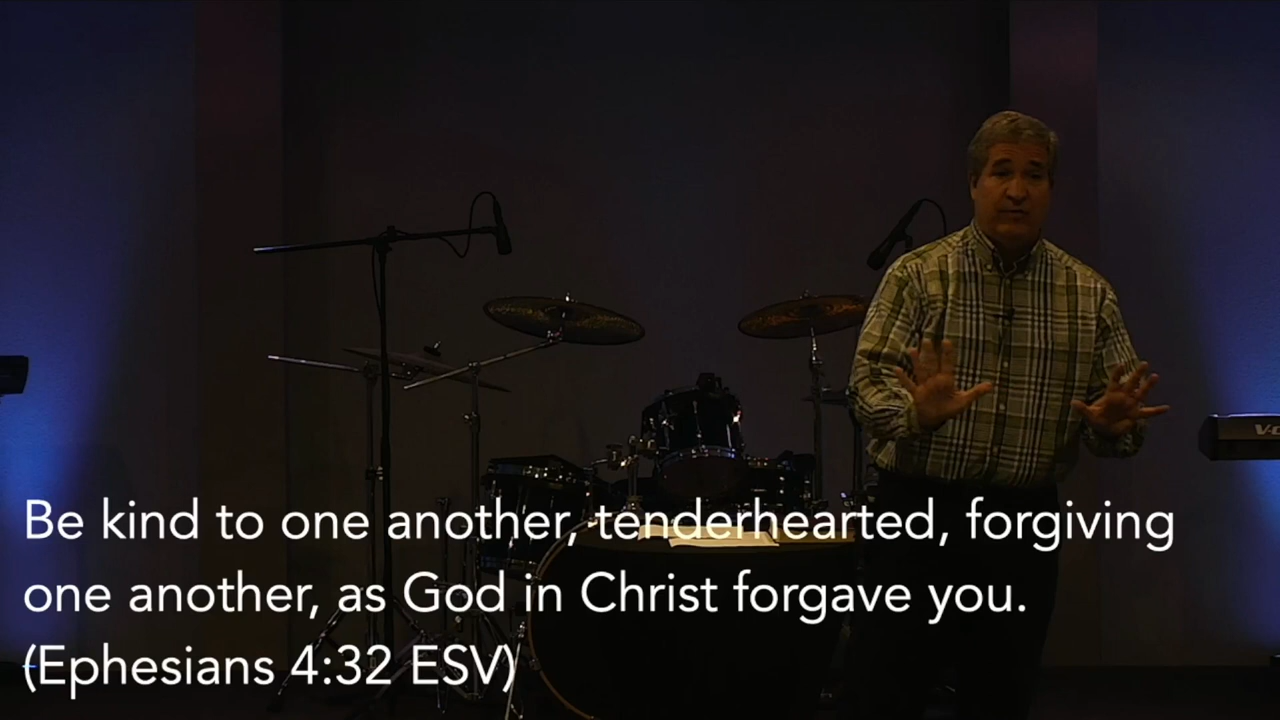 Be kind to one another, tenderhearted, forgiving
one another, as God in Christ forgave you.
(Ephesians 4:32 ESV)